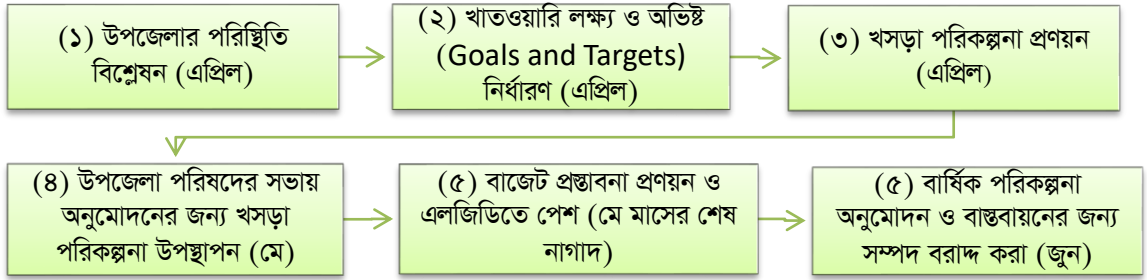 (১) উপজেলার পরিস্থিতি
বিশ্লেষন (এপ্রিল)
(২) খাতওয়ারি লক্ষ্য ও অভিষ্ট
(Goals and Targets)
নির্ধারণ (এপ্রিল)
(৩) খসড়া পরিকল্পনা প্রণয়ন
(এপ্রিল)
(৪) উপজেলা পরিষদের সভায়
অনুমোদনের জন্য খসড়া
পরিকল্পনা উপস্থাপন (মে)
(৫) বাজেট প্রস্তাবনা প্রণয়ন ও
এলজিডিতে পেশ (মে মাসের শেষ
নাগাদ)
(৫) বার্ষিক পরিকল্পনা
অনুমোদন ও বাস্তবায়নের জন্য
সম্পদ বরাদ্দ করা (জুন)